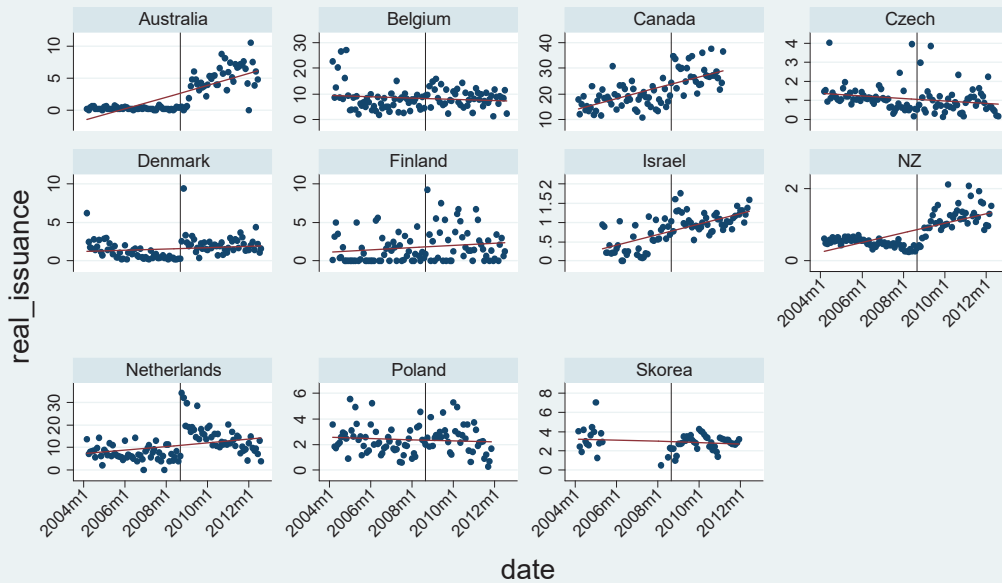 Australia
Belgium
Canada
Czech
0 5 10
0 10 20 30
10 20 30 40
0 1 2 3 4
Denmark
Finland
Israel
NZ
0 5 10
0 5 10
0 .5 1 1.5 2
0 1 2
2004m1 2006m1 2008m1 2010m1 2012m1
real_issuance
Netherlands
Poland
Skorea
0 10 20 30
0 2 4 6
0 2 4 6 8
2004m1 2006m1 2008m1 2010m1 2012m1
2004m1 2006m1 2008m1 2010m1 2012m1
2004m1 2006m1 2008m1 2010m1 2012m1
date